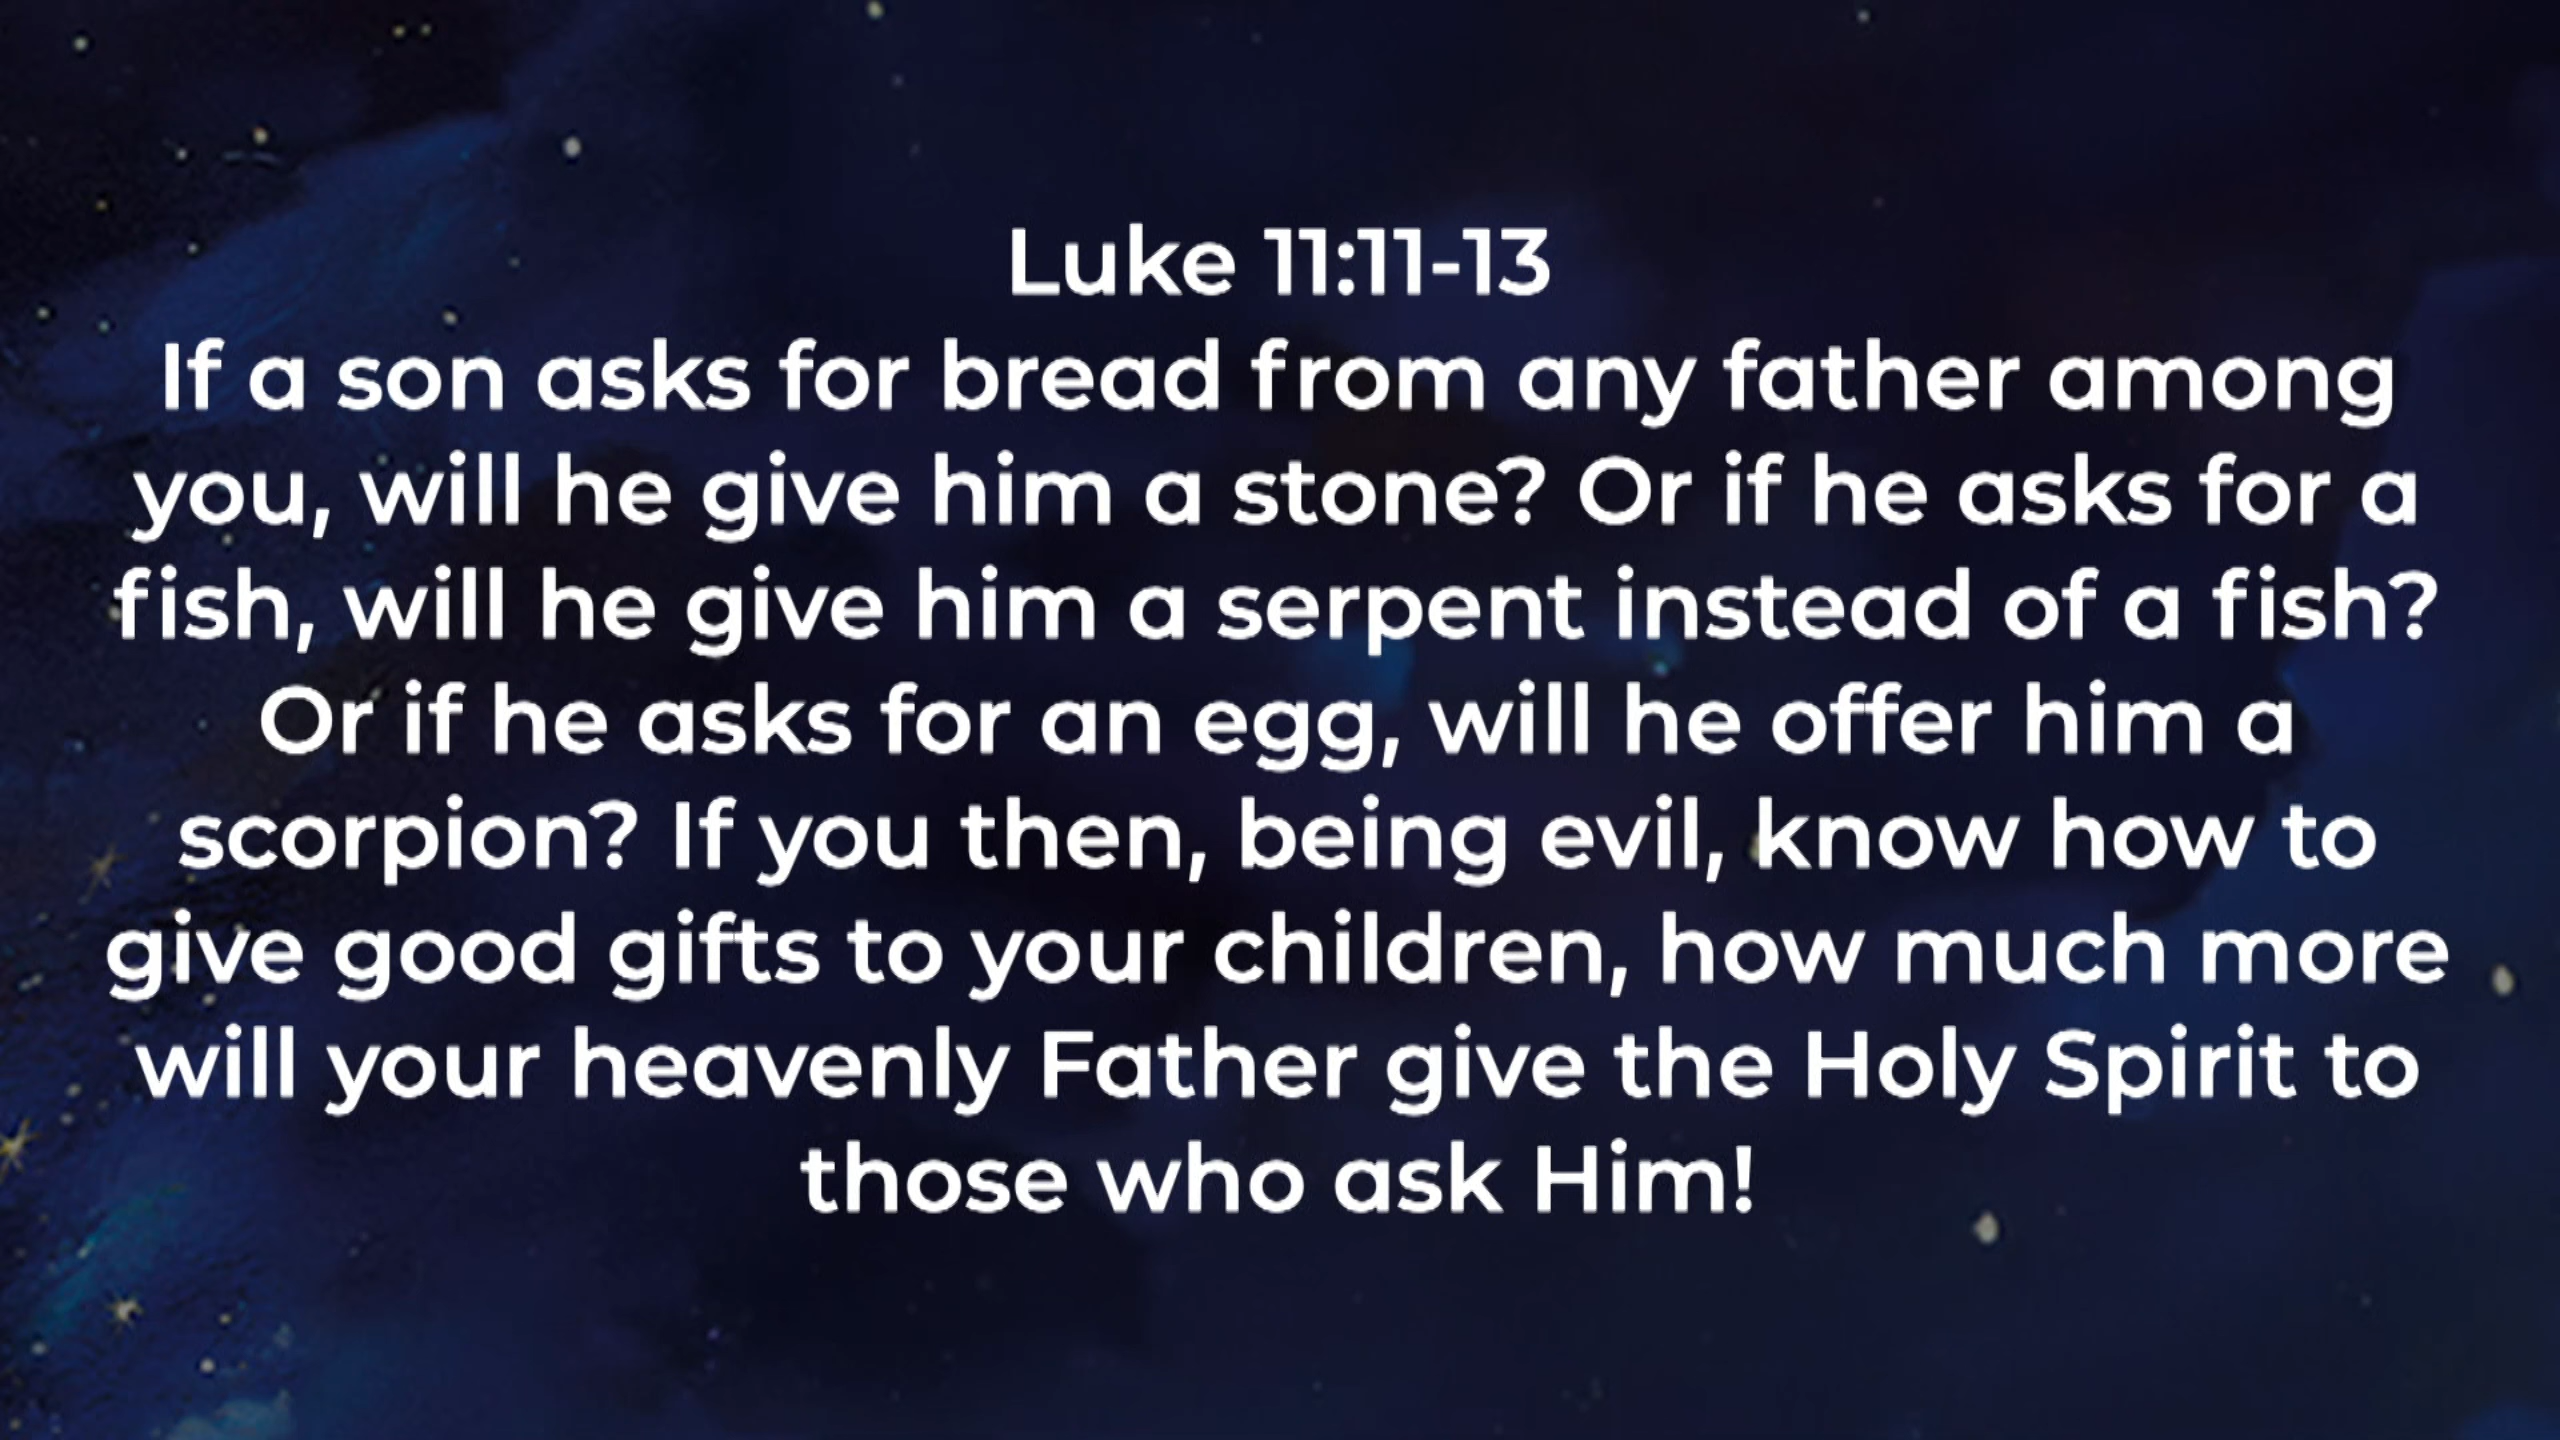 Luke 11:11-13
If a son asks for bread from any father among
you, will he give him a stone? Or if he asks for a
fish, will he give him a serpent instead of a fish?
Or if he asks for an egg, will he offer him a
scorpion? If you then, being evil, know how to
give good gifts to your children, how much more
will your heavenly Father give the Holy Spirit to
those who ask Him!